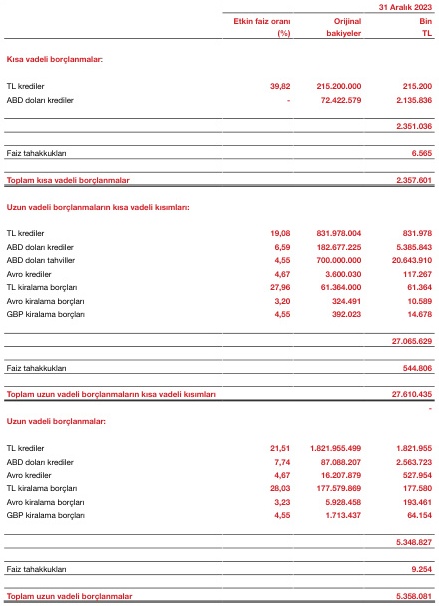 31 Aralık 2023
Etkin faiz oranı Orijinal Bin
(%) bakiyeler TL
Kısa vadeli borçlanmalar:
TL krediler 39,82 215.200.000 215.200
ABD doları krediler - 72.422.579 2.135.836
2.351.036
Faiz tahakkukları 6.565
Toplam kısa vadeli borçlanmalar 2.357.601
Uzun vadeli borçlanmaların kısa vadeli kısımları:
TL krediler 19,08 831.978.004 831.978
ABD doları krediler 6,59 182.677.225 5.385.843
ABD doları tahviller 4,55 700.000.000 20.643.910
Avro krediler 4,67 3.600.030 117.267
TL kiralama borçları 27,96 61.364.000 61.364
Avro kiralama borçları 3,20 324.491 10.589
GBP kiralama borçları 4,55 392.023 14.678
27.065.629
Faiz tahakkukları 544.806
Toplam uzun vadeli borçlanmaların kısa vadeli kısımları 27.610.435
-
Uzun vadeli borçlanmalar:
TL krediler 21,51 1.821.955.499 1.821.955
ABD doları krediler 7,74 87.088.207 2.563.723
Avro krediler 4,67 16.207.879 527.954
TL kiralama borçları 28,03 177.579.869 177.580
Avro kiralama borçları 3,23 5.928.458 193.461
GBP kiralama borçları 4,55 1.713.437 64.154
5.348.827
Faiz tahakkukları 9.254
Toplam uzun vadeli borçlanmalar 5.358.081